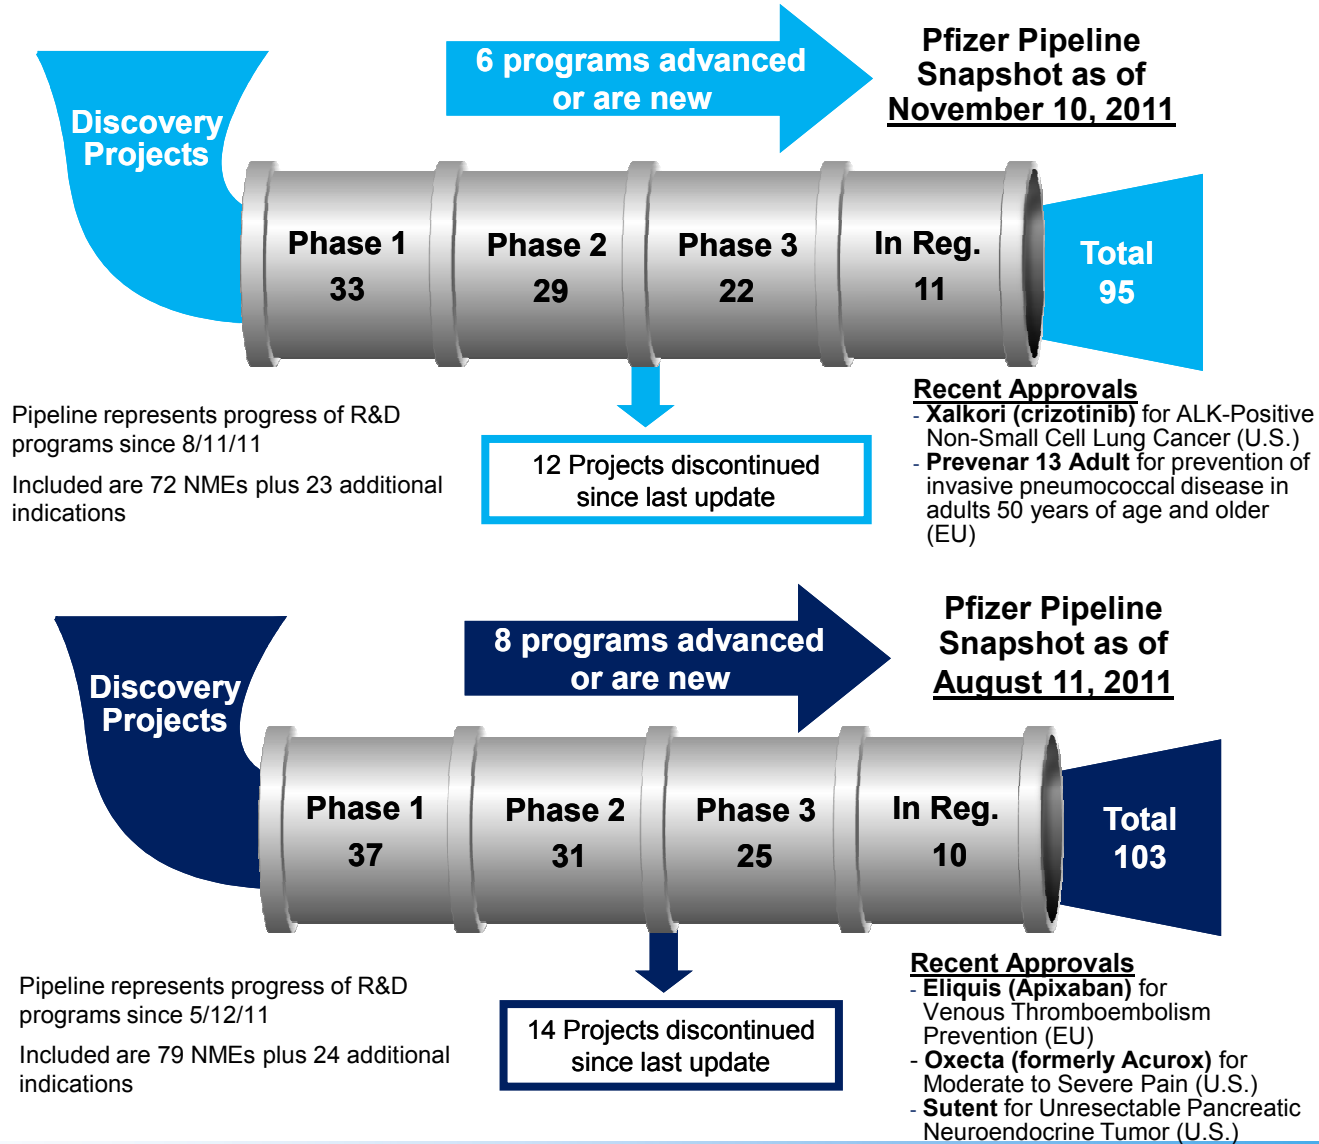 6 programs advanced
or are new
Pfizer Pipeline
Snapshot as of
November 10, 2011
Discovery
Projects
Phase 1
33
Phase 2
29
Phase 3
22
In Reg.
11
Total
95
Pipeline represents progress of R&D
programs since 8/11/11
Included are 72 NMEs plus 23 additional
indications
12 Projects discontinued
since last update
Recent Approvals
- Xalkori (crizotinib) for ALK-Positive
Non-Small Cell Lung Cancer (U.S.)
- Prevenar 13 Adult for prevention of
invasive pneumococcal disease in
adults 50 years of age and older
(EU)
8 programs advanced
or are new
Pfizer Pipeline
Snapshot as of
August 11, 2011
Discovery
Projects
Phase 1
37
Phase 2
31
Phase 3
25
In Reg.
10
Total
103
Pipeline represents progress of R&D
programs since 5/12/11
Included are 79 NMEs plus 24 additional
indications
14 Projects discontinued
since last update
Recent Approvals
- Eliquis (Apixaban) for
Venous Thromboembolism
Prevention (EU)
- Oxecta (formerly Acurox) for
Moderate to Severe Pain (U.S.)
- Sutent for Unresectable Pancreatic
Neuroendocrine Tumor (U.S.)